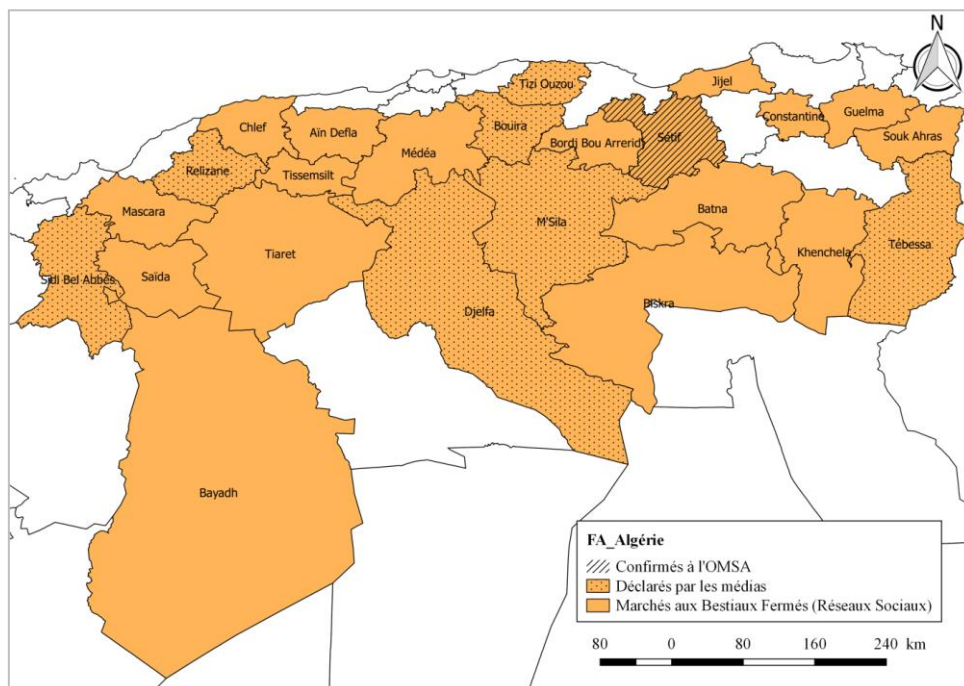 N
Tizi Ouzou
Jijel
Chlef
Aïn Defla
Médéa
Bouira
Bordj Bou Arreridj
Sétif
Constantine
Guelma
Souk Ahras
Relizane
Tissemsilt
Mascara
M'Sila
Batna
Khenchela
Tébessa
Sidi Bel Abbès
Saïda
Tiaret
Djelfa
Biskra
Bayadh
FA_Algérie
Confirmés à l'OMSA
Déclarés par les médias
Marchés aux Bestiaux Fermés (Réseaux Sociaux)
80 0 80 160 240 km